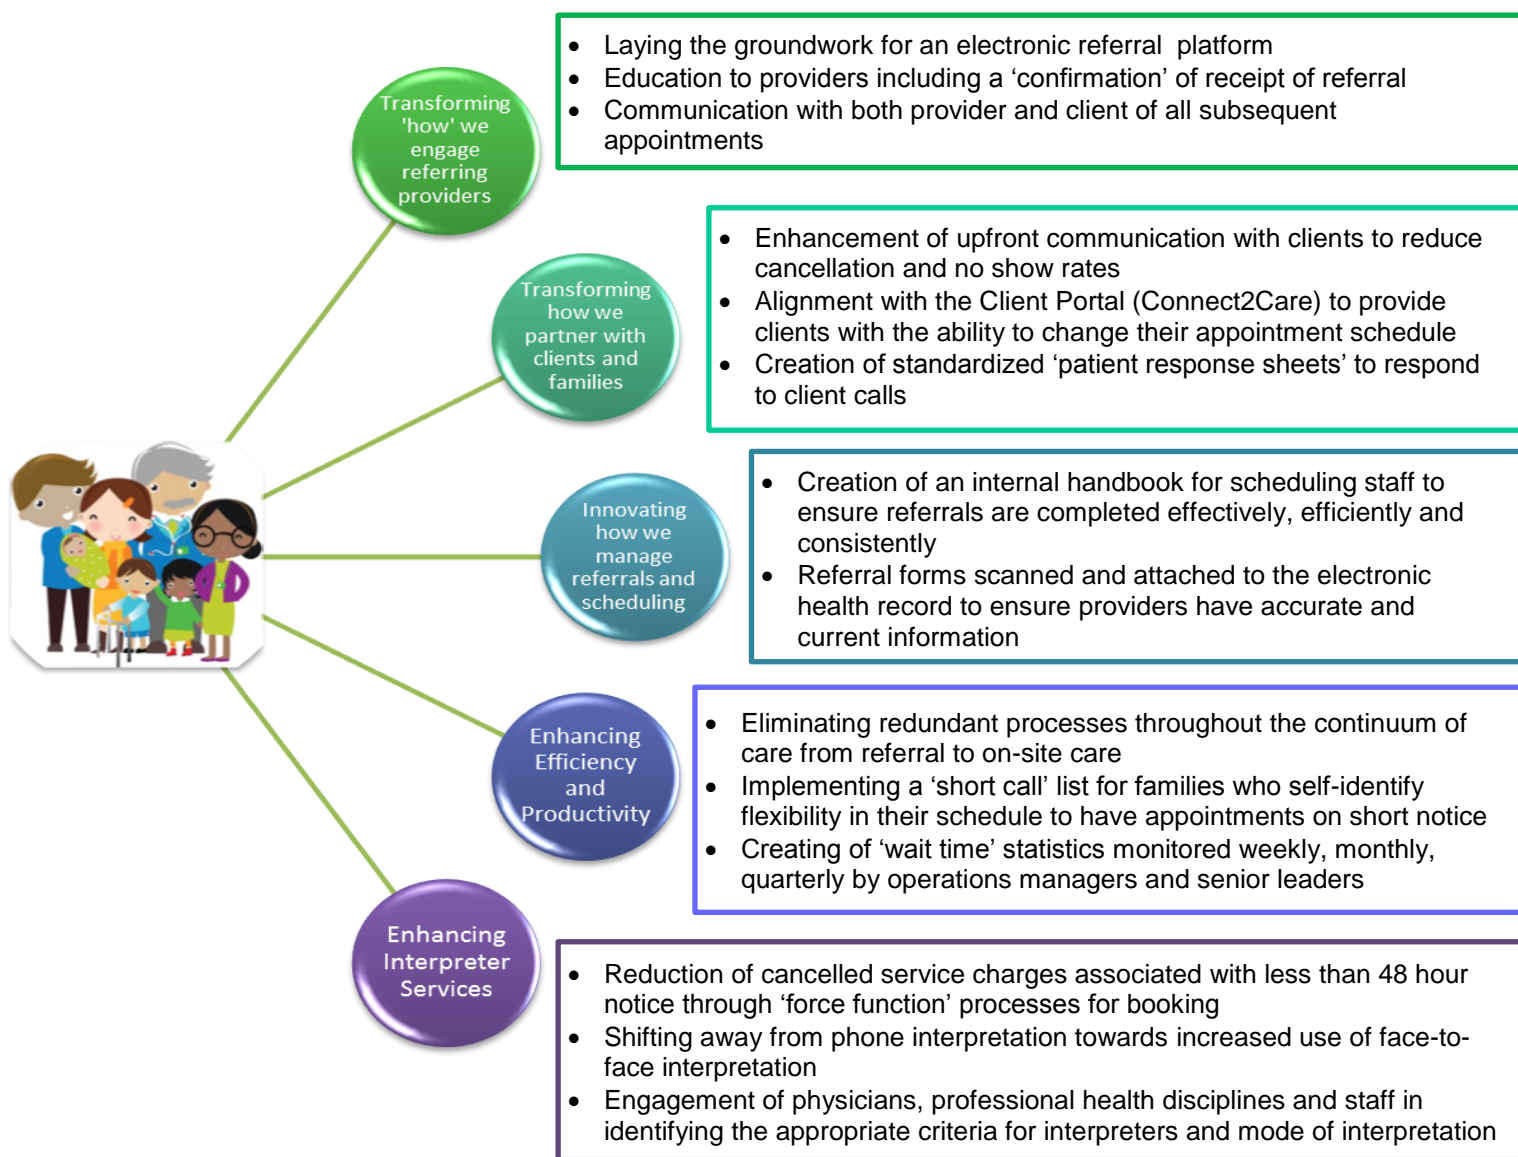 Transforming
'how' we
engage
referring
providers
• Laying the groundwork for an electronic referral  platform
• Education to providers including a ‘confirmation’ of receipt of referral
• Communication with both provider and client of all subsequent
appointments
Transforming
how we
partner with
clients and
families
• Enhancement of upfront communication with clients to reduce
cancellation and no show rates
• Alignment with the Client Portal (Connect2Care) to provide
clients with the ability to change their appointment schedule
• Creation of standardized ‘patient response sheets’ to respond
to client calls
Innovating
how we
manage
referrals and
scheduling
• Creation of an internal handbook for scheduling staff to
ensure referrals are completed effectively, efficiently and
consistently
• Referral forms scanned and attached to the electronic
health record to ensure providers have accurate and
current information
Enhancing
Efficiency
and
Productivity
• Eliminating redundant processes throughout the continuum of
care from referral to on-site care
• Implementing a ‘short call’ list for families who self-identify
flexibility in their schedule to have appointments on short notice
• Creating of ‘wait time’ statistics monitored weekly, monthly,
quarterly by operations managers and senior leaders
Enhancing
Interpreter
Services
• Reduction of cancelled service charges associated with less than 48 hour
notice through ‘force function’ processes for booking
• Shifting away from phone interpretation towards increased use of face-to-
face interpretation
• Engagement of physicians, professional health disciplines and staff in
identifying the appropriate criteria for interpreters and mode of interpretation